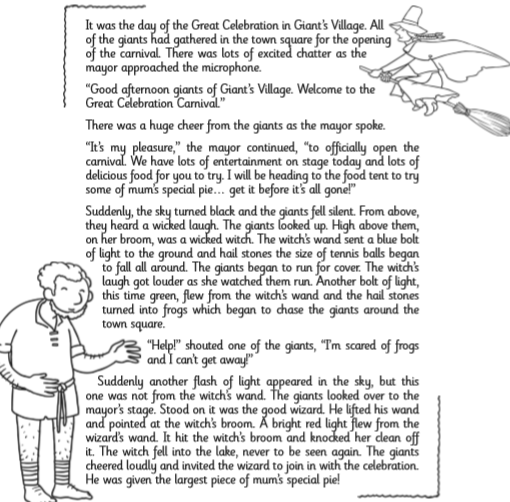 It was the day of the Great Celebration in Giant's Village. All
of the giants had gathered in the town square for the opening
of the carnival. There was lots of excited chatter as the
mayor approached the microphone.
"Good afternoon giants of Giant's Village. Welcome to the
Great Celebration Carnival."
There was a huge cheer from the giants as the mayor spoke.
"It's my pleasure," the mayor continued, "to officially open the
carnival. We have lots of entertainment on stage today and lots of
delicious food for you to try. I will be heading to the food tent to try
some of mum's special pie... get it before it's all gone!"
Suddenly, the sky turned black and the giants fell silent. From above,
they heard a wicked laugh. The giants looked up. High above them,
on her broom, was a wicked witch. The witch's wand sent a blue bolt
of light to the ground and hail stones the size of tennis balls began
to fall all around. The giants began to run for cover. The witch's
laugh got louder as she watched them run. Another bolt of light,
this time green, flew from the witch's wand and the hail stones
turned into frogs which began to chase the giants around the
town square.
"Help!" shouted one of the giants, "I'm scared of frogs
and I can't get away!"
Suddenly another flash of light appeared in the sky, but this
one was not from the witch's wand. The giants looked over to the
mayor's stage. Stood on it was the good wizard. He lifted his wand
and pointed at the witch's broom. A bright red light flew from the
wizard's wand. It hit the witch's broom and knocked her clean off
it. The witch fell into the lake, never to be seen again. The giants
cheered loudly and invited the wizard to join in with the celebration.
He was given the largest piece of mum's special pie!